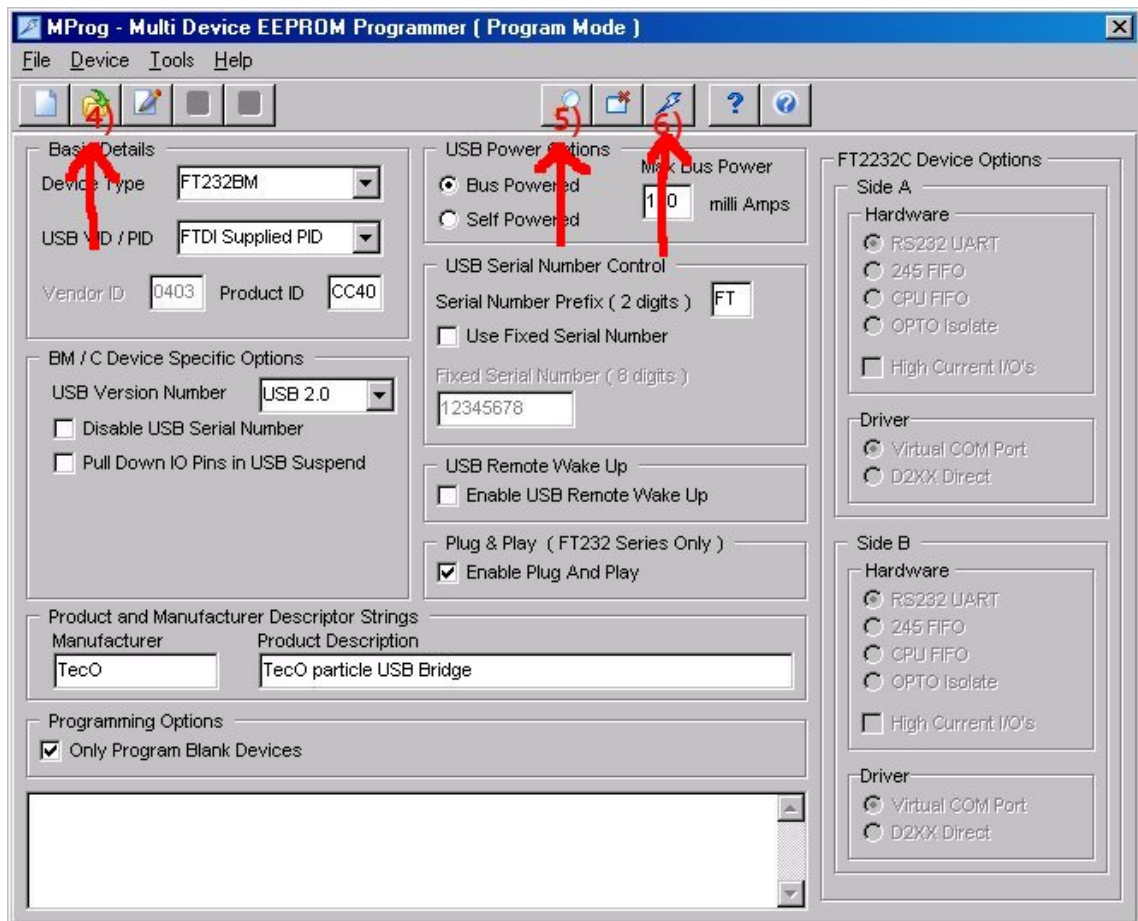 MProg - Multi Device EEPROM Programmer ( Program Mode )
File Device Tools Help
4) 5) 6) ? ?
Basic Details
Device Type FT232BM
USB VID / PID FTDI Supplied PID
Vendor ID 0403 Product ID CC40
BM / C Device Specific Options
USB Version Number USB 2.0
Disable USB Serial Number
Pull Down IO Pins in USB Suspend
USB Power Options
Bus Powered
Self Powered
Max Bus Power
milli Amps
USB Serial Number Control
Serial Number Prefix ( 2 digits ) FT
Use Fixed Serial Number
Fixed Serial Number ( 8 digits )
12345678
USB Remote Wake Up
Enable USB Remote Wake Up
Plug & Play ( FT232 Series Only )
Enable Plug And Play
Product and Manufacturer Descriptor Strings
Manufacturer Product Description
TecO TecO particle USB Bridge
Programming Options
Only Program Blank Devices
FT2232C Device Options
Side A
Hardware
RS232 UART
245 FIFO
CPU FIFO
OPTO Isolate
High Current I/O's
Driver
Virtual COM Port
D2XX Direct
Side B
Hardware
RS232 UART
245 FIFO
CPU FIFO
OPTO Isolate
High Current I/O's
Driver
Virtual COM Port
D2XX Direct